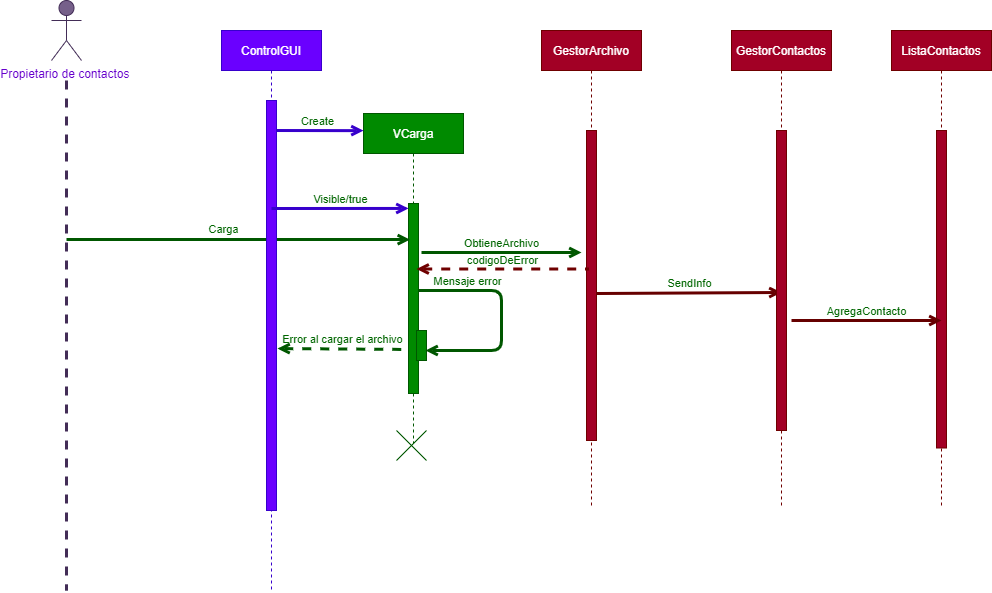 Propietario de contactos
ControlGUI
GestorArchivo
GestorContactos
ListaContactos
Create
VCarga
Visible/true
Carga
ObtieneArchivo
codigoDeError
Mensaje error
SendInfo
AgregaContacto
Error al cargar el archivo